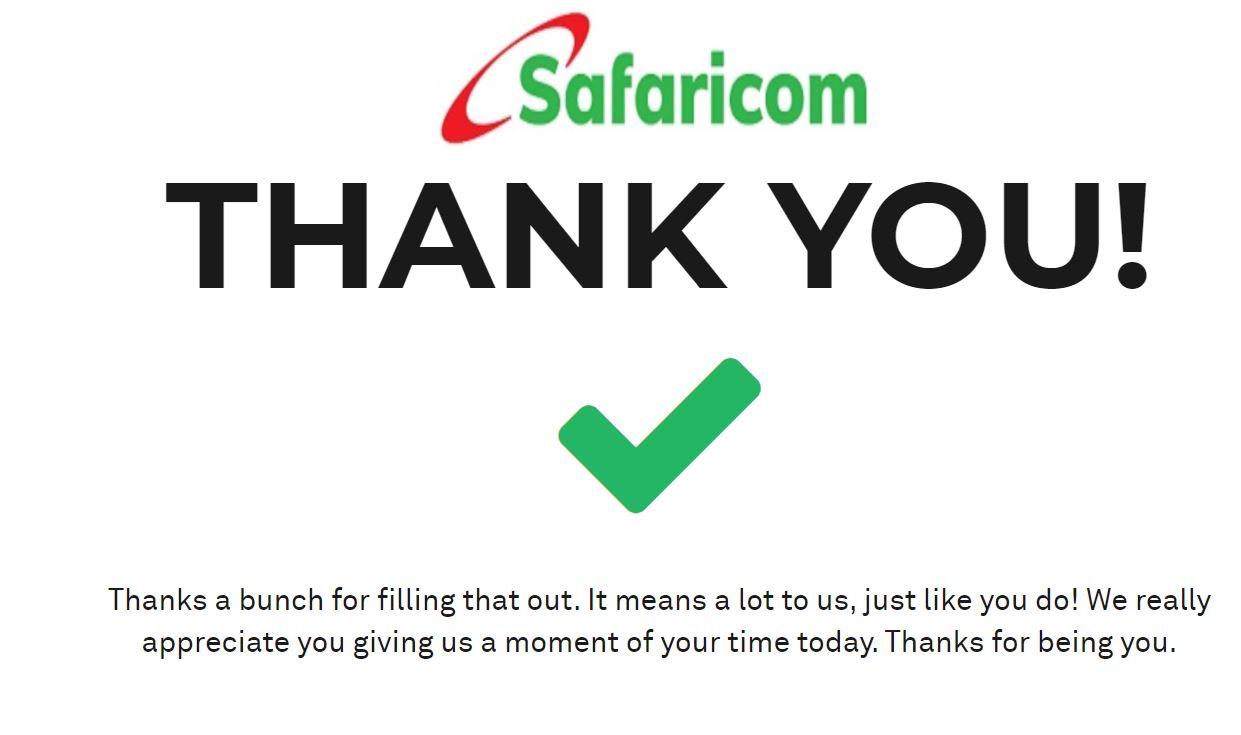 Safaricom
THANK YOU!
Thanks a bunch for filling that out. It means a lot to us, just like you do! We really
appreciate you giving us a moment of your time today. Thanks for being you.